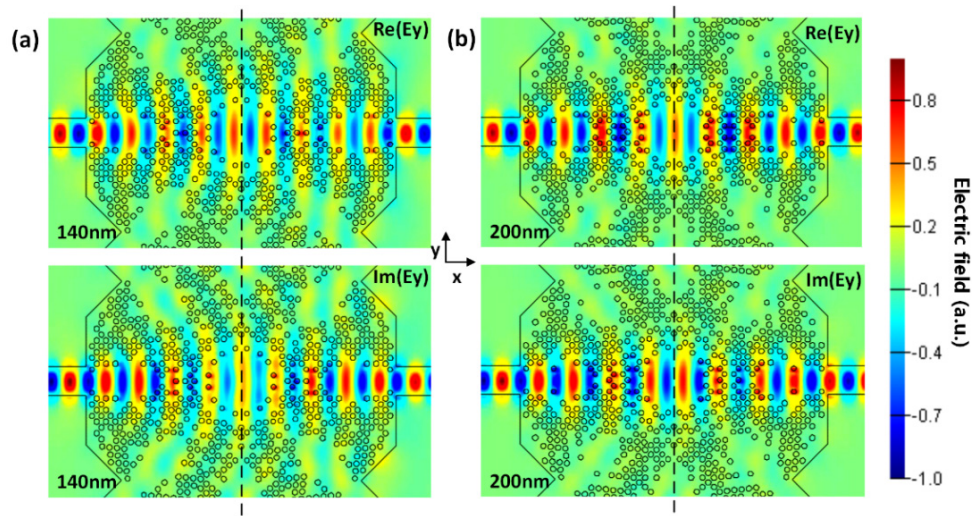 (a)
Re(Ey)
140nm
(b)
Re(Ey)
200nm
y
x
Im(Ey)
140nm
Im(Ey)
200nm
0.8
0.5
0.2
-0.1
-0.4
-0.7
-1.0
Electric field (a.u.)